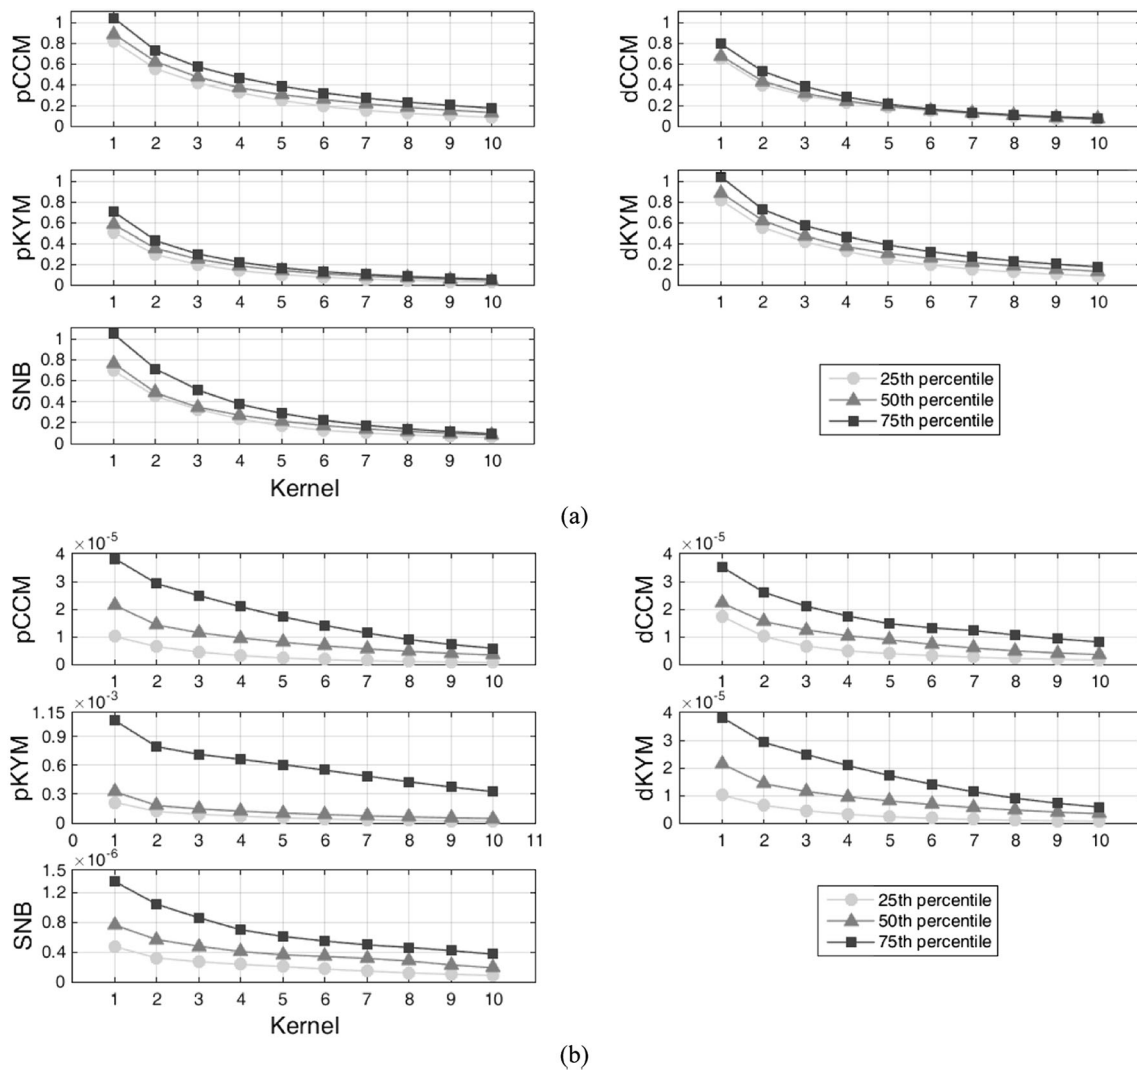 pCCM
1
0.8
0.6
0.4
0.2
0
1 2 3 4 5 6 7 8 9 10
dCCM
1
0.8
0.6
0.4
0.2
0
1 2 3 4 5 6 7 8 9 10
pKYM
1
0.8
0.6
0.4
0.2
0
1 2 3 4 5 6 7 8 9 10
dKYM
1
0.8
0.6
0.4
0.2
0
1 2 3 4 5 6 7 8 9 10
SNB
1
0.8
0.6
0.4
0.2
0
1 2 3 4 5 6 7 8 9 10
Kernel
25th percentile
50th percentile
75th percentile
(a)
×10-5
pCCM
4
3
2
1
0
1 2 3 4 5 6 7 8 9 10
×10-5
dCCM
4
3
2
1
0
1 2 3 4 5 6 7 8 9 10
×10-3
pKYM
1.15
0.9
0.6
0.3
0
0 1 2 3 4 5 6 7 8 9 10 11
×10-5
dKYM
4
3
2
1
0
1 2 3 4 5 6 7 8 9 10
×10-6
SNB
1.5
1.2
0.8
0.4
0
1 2 3 4 5 6 7 8 9 10
Kernel
25th percentile
50th percentile
75th percentile
(b)